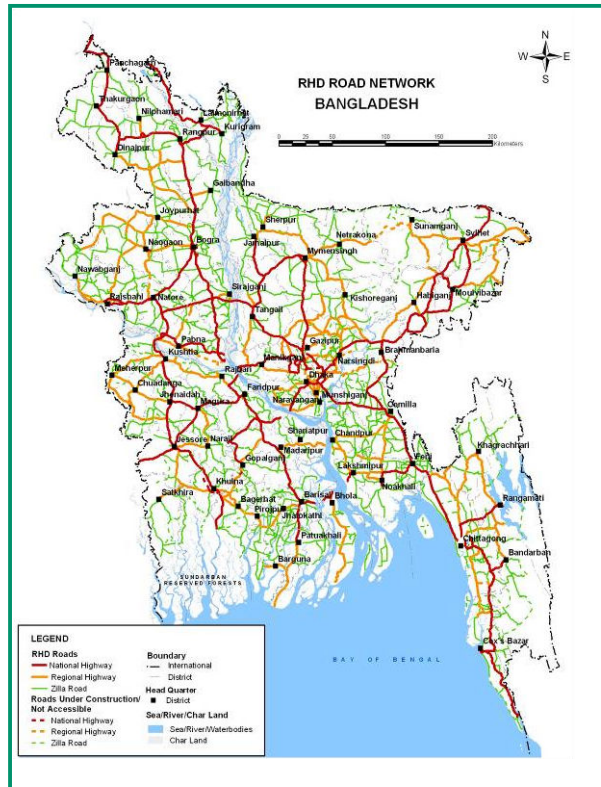 N
W E
S
RHD ROAD NETWORK
BANGLADESH
0 25 50 100 150 200
Kilometers
Panchagarh
Thakurgaon
Nilphamari
Lalmonirhat
Kurigram
Rangpur
Dinajpur
Gaibandha
Joypurhat
Sherpur
Sunamganj
Netrakona
Sylhet
Jamalpur
Naogaon
Bogra
Mymensingh
Nawabganj
Sirajganj
Kishoreganj
Habiganj
Moulvibazar
Rajshahi
Natore
Tangail
Gazipur
Pabna
Kushtia
Narsingdi
Brahmanbaria
Manikganj
Meherpur
Rajbari
Dhaka
Chuadanga
Faridpur
Munshiganj
Narayanganj
Jhenaidah
Magura
Comilla
Shariatpur
Chandpur
Jessore
Narail
Madaripur
Khagrachhari
Gopalganj
Lakshmipur
Feni
Noakhali
Khulna
Rangamati
Satkhira
Bagerhat
Barisal
Bhola
Pirojpur
Jhalokathi
Chittagong
Patuakhali
Bandarban
Barguna
SUNDARBAN
RESERVED FORESTS
Cox's Bazar
BAY OF BENGAL
LEGEND
RHD Roads
National Highway
Regional Highway
Zilla Road
Roads Under Construction/
Not Accessible
National Highway
Regional Highway
Zilla Road
Boundary
International
District
Head Quarter
District
Sea/River/Char Land
Sea/River/Waterbodies
Char Land